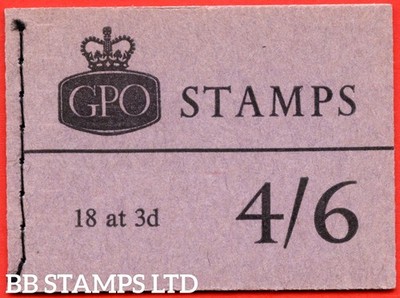 GPO STAMPS
18 at 3d 4/6
BB STAMPS LTD